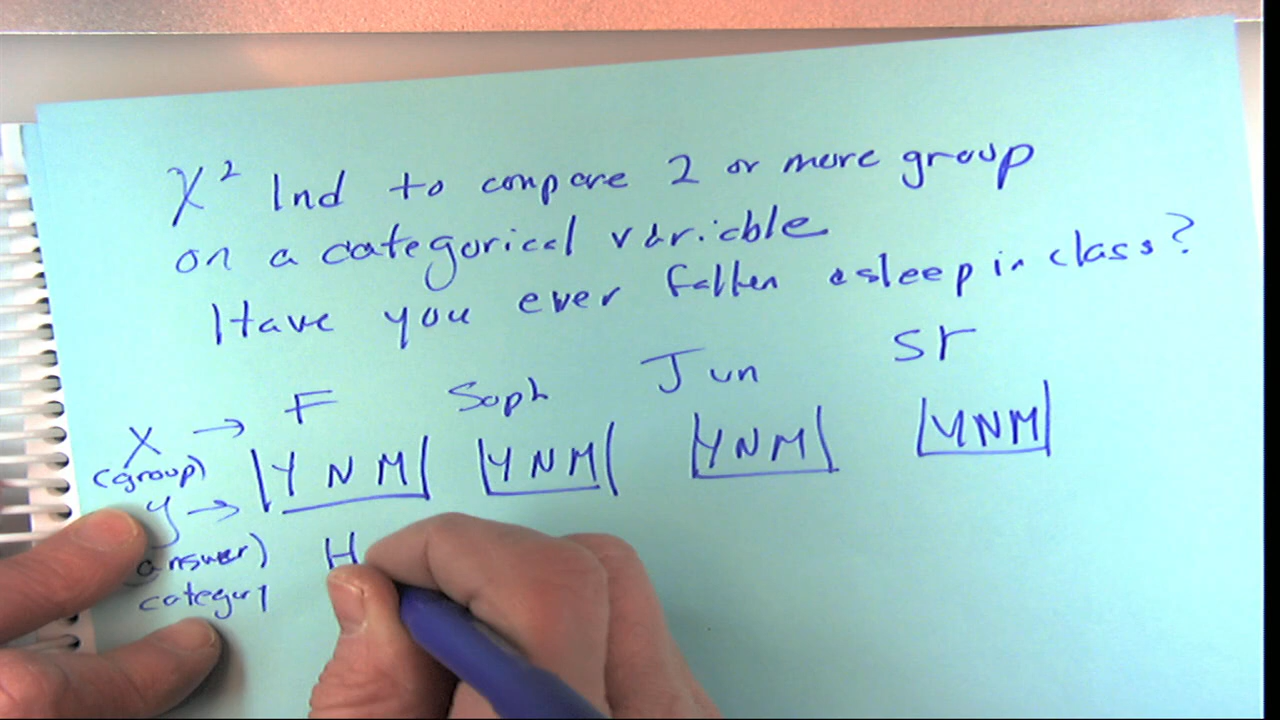 χ² Ind to compare 2 or more group
on a categorical variable
Have you ever fallen asleep in class?
X → F Soph Jun Sr
(group) |Y N M| |Y N M| |Y N M| |Y N M|
y →
(answer) H
categori